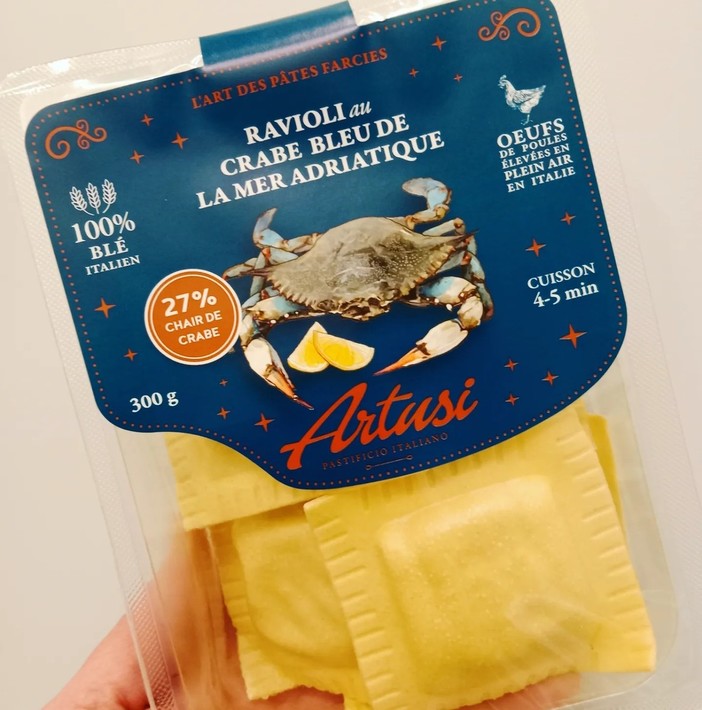 L'ART DES PÂTES FARCIES
RAVIOLI au
CRABE BLEU DE
LA MER ADRIATIQUE
100%
BLÉ
ITALIEN
OEUFS
DE POULES
ÉLEVÉES EN
PLEIN AIR
EN ITALIE
27%
CHAIR DE
CRABE
CUISSON
4-5 min
300 g
Artusi
PASTIFICIO ITALIANO